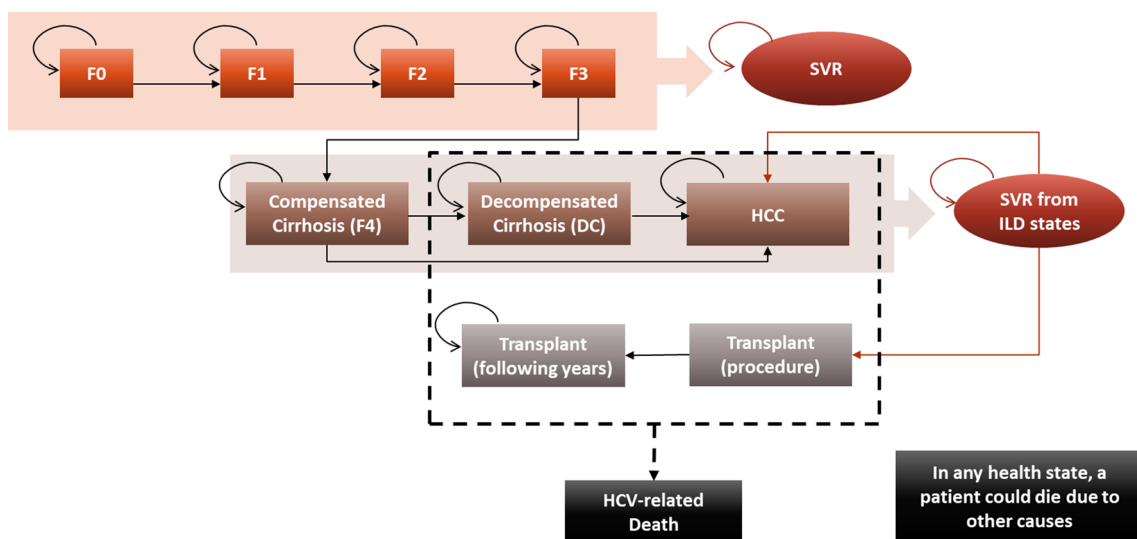 F0
F1
F2
F3
SVR
Compensated
Cirrhosis (F4)
Decompensated
Cirrhosis (DC)
HCC
SVR from
ILD states
Transplant
(following years)
Transplant
(procedure)
HCV-related
Death
In any health state, a
patient could die due to
other causes